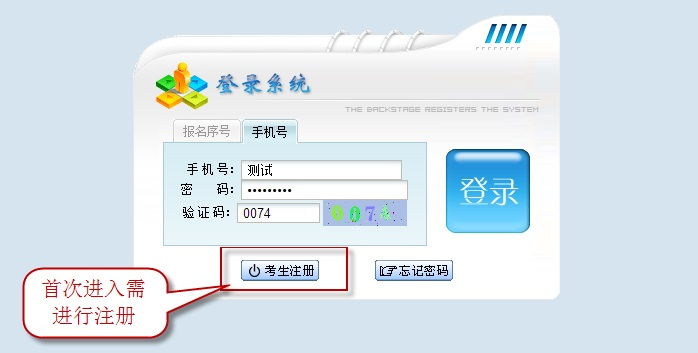 登录系统
THE BACKSTAGE REGISTERS THE SYSTEM
报名序号 手机号
手机号: 测试
密 码: •••••••••
验证码: 0074 0074
登录
考生注册 忘记密码
首次进入需
进行注册